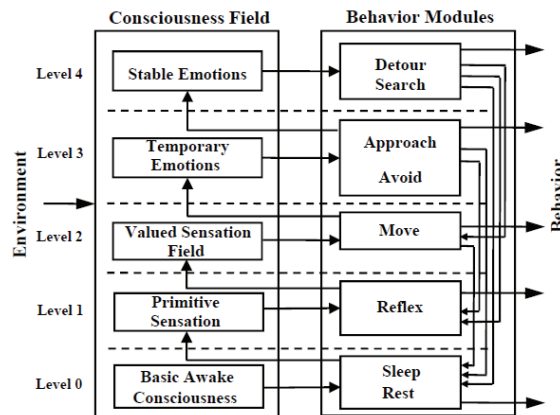 Consciousness Field
Behavior Modules
Level 4
Stable Emotions
Detour
Search
Level 3
Temporary
Emotions
Approach
Avoid
Environment
Behavior
Level 2
Valued Sensation
Field
Move
Level 1
Primitive
Sensation
Reflex
Level 0
Basic Awake
Consciousness
Sleep
Rest